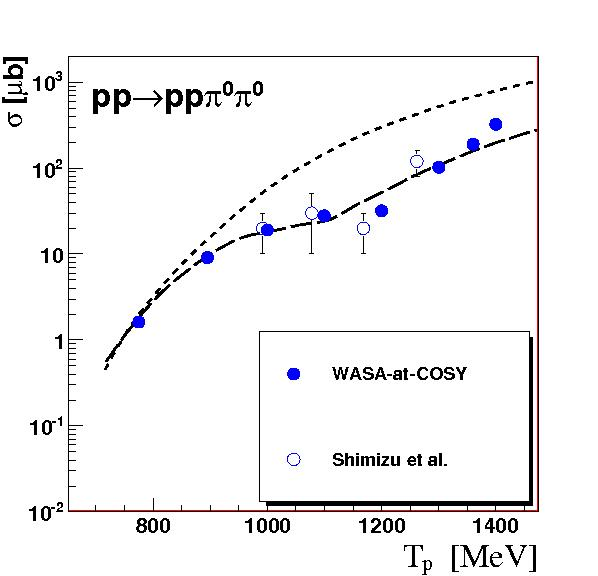 σ [μb]
pp→ppπ⁰π⁰
10³
10²
10
1
10⁻¹
10⁻²
WASA-at-COSY
Shimizu et al.
800 1000 1200 1400
Tₚ [MeV]